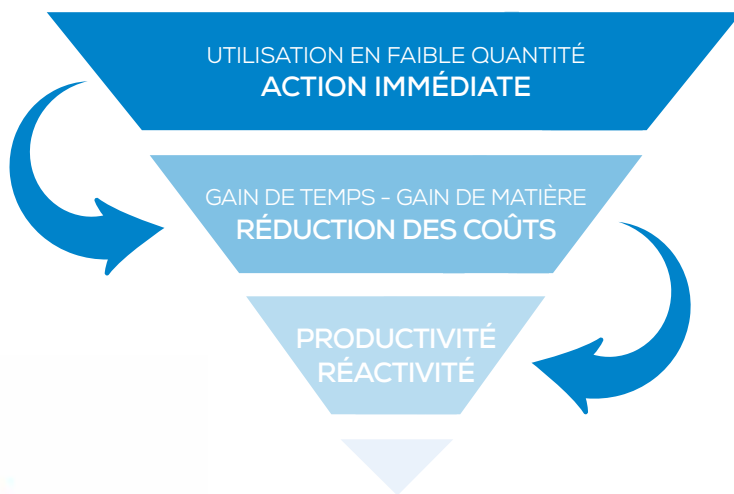 UTILISATION EN FAIBLE QUANTITÉ
ACTION IMMÉDIATE
GAIN DE TEMPS - GAIN DE MATIÈRE
RÉDUCTION DES COÛTS
PRODUCTIVITÉ
RÉACTIVITÉ